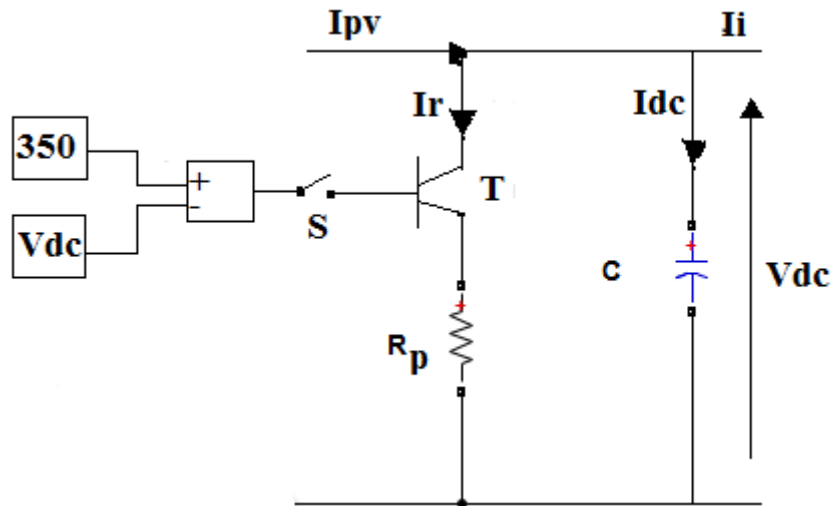 Ipv
Ii
Ir
Idc
350
+
-
S
T
Vdc
Vdc
+
C
+
Rp